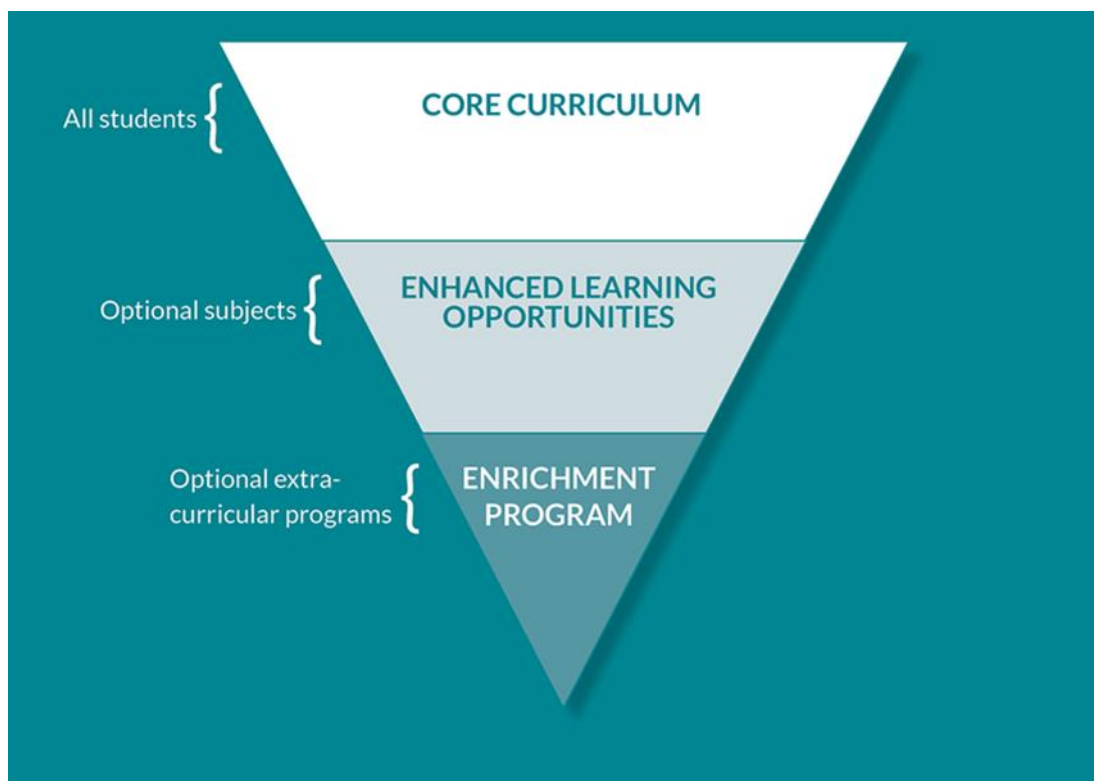 All students
CORE CURRICULUM
Optional subjects
ENHANCED LEARNING
OPPORTUNITIES
Optional extra-
curricular programs
ENRICHMENT
PROGRAM